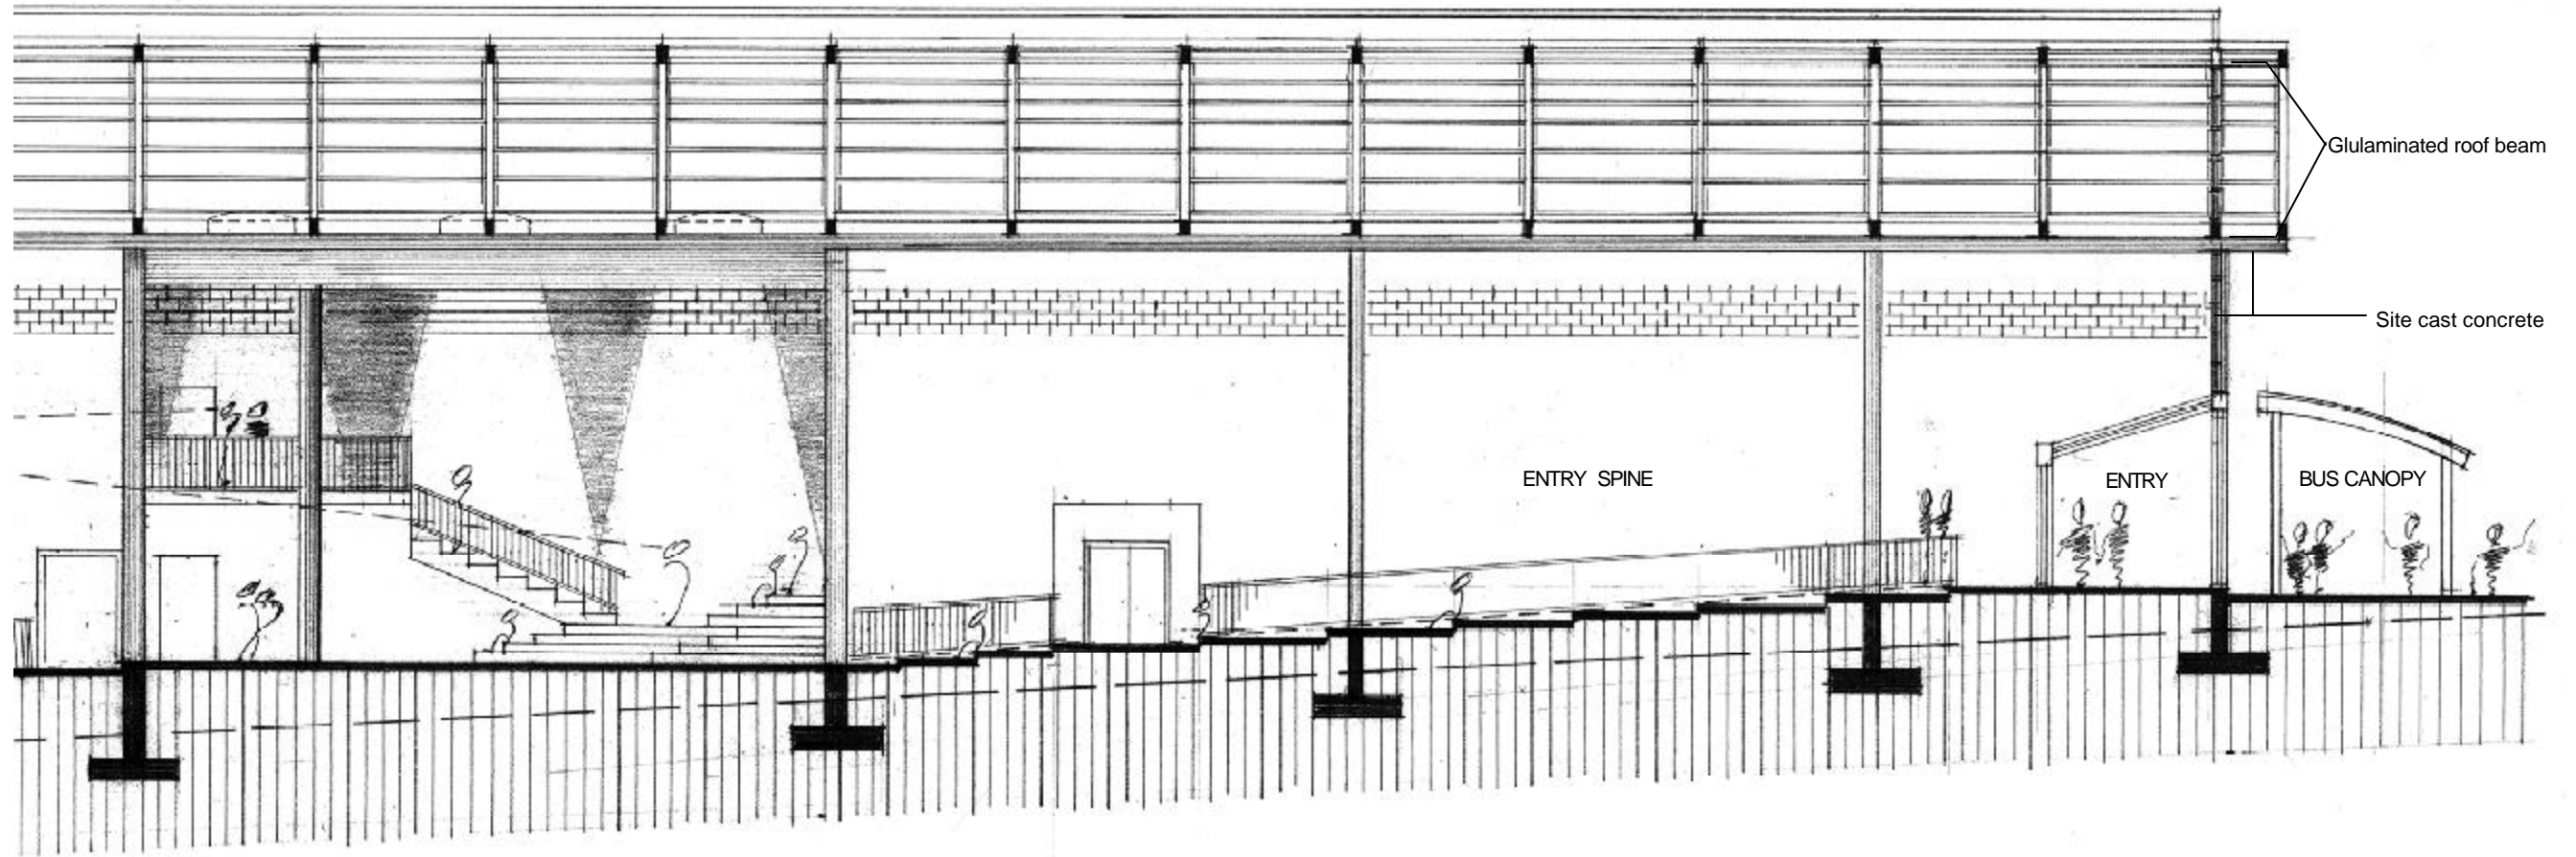 Glulaminated roof beam
Site cast concrete
ENTRY SPINE
ENTRY
BUS CANOPY